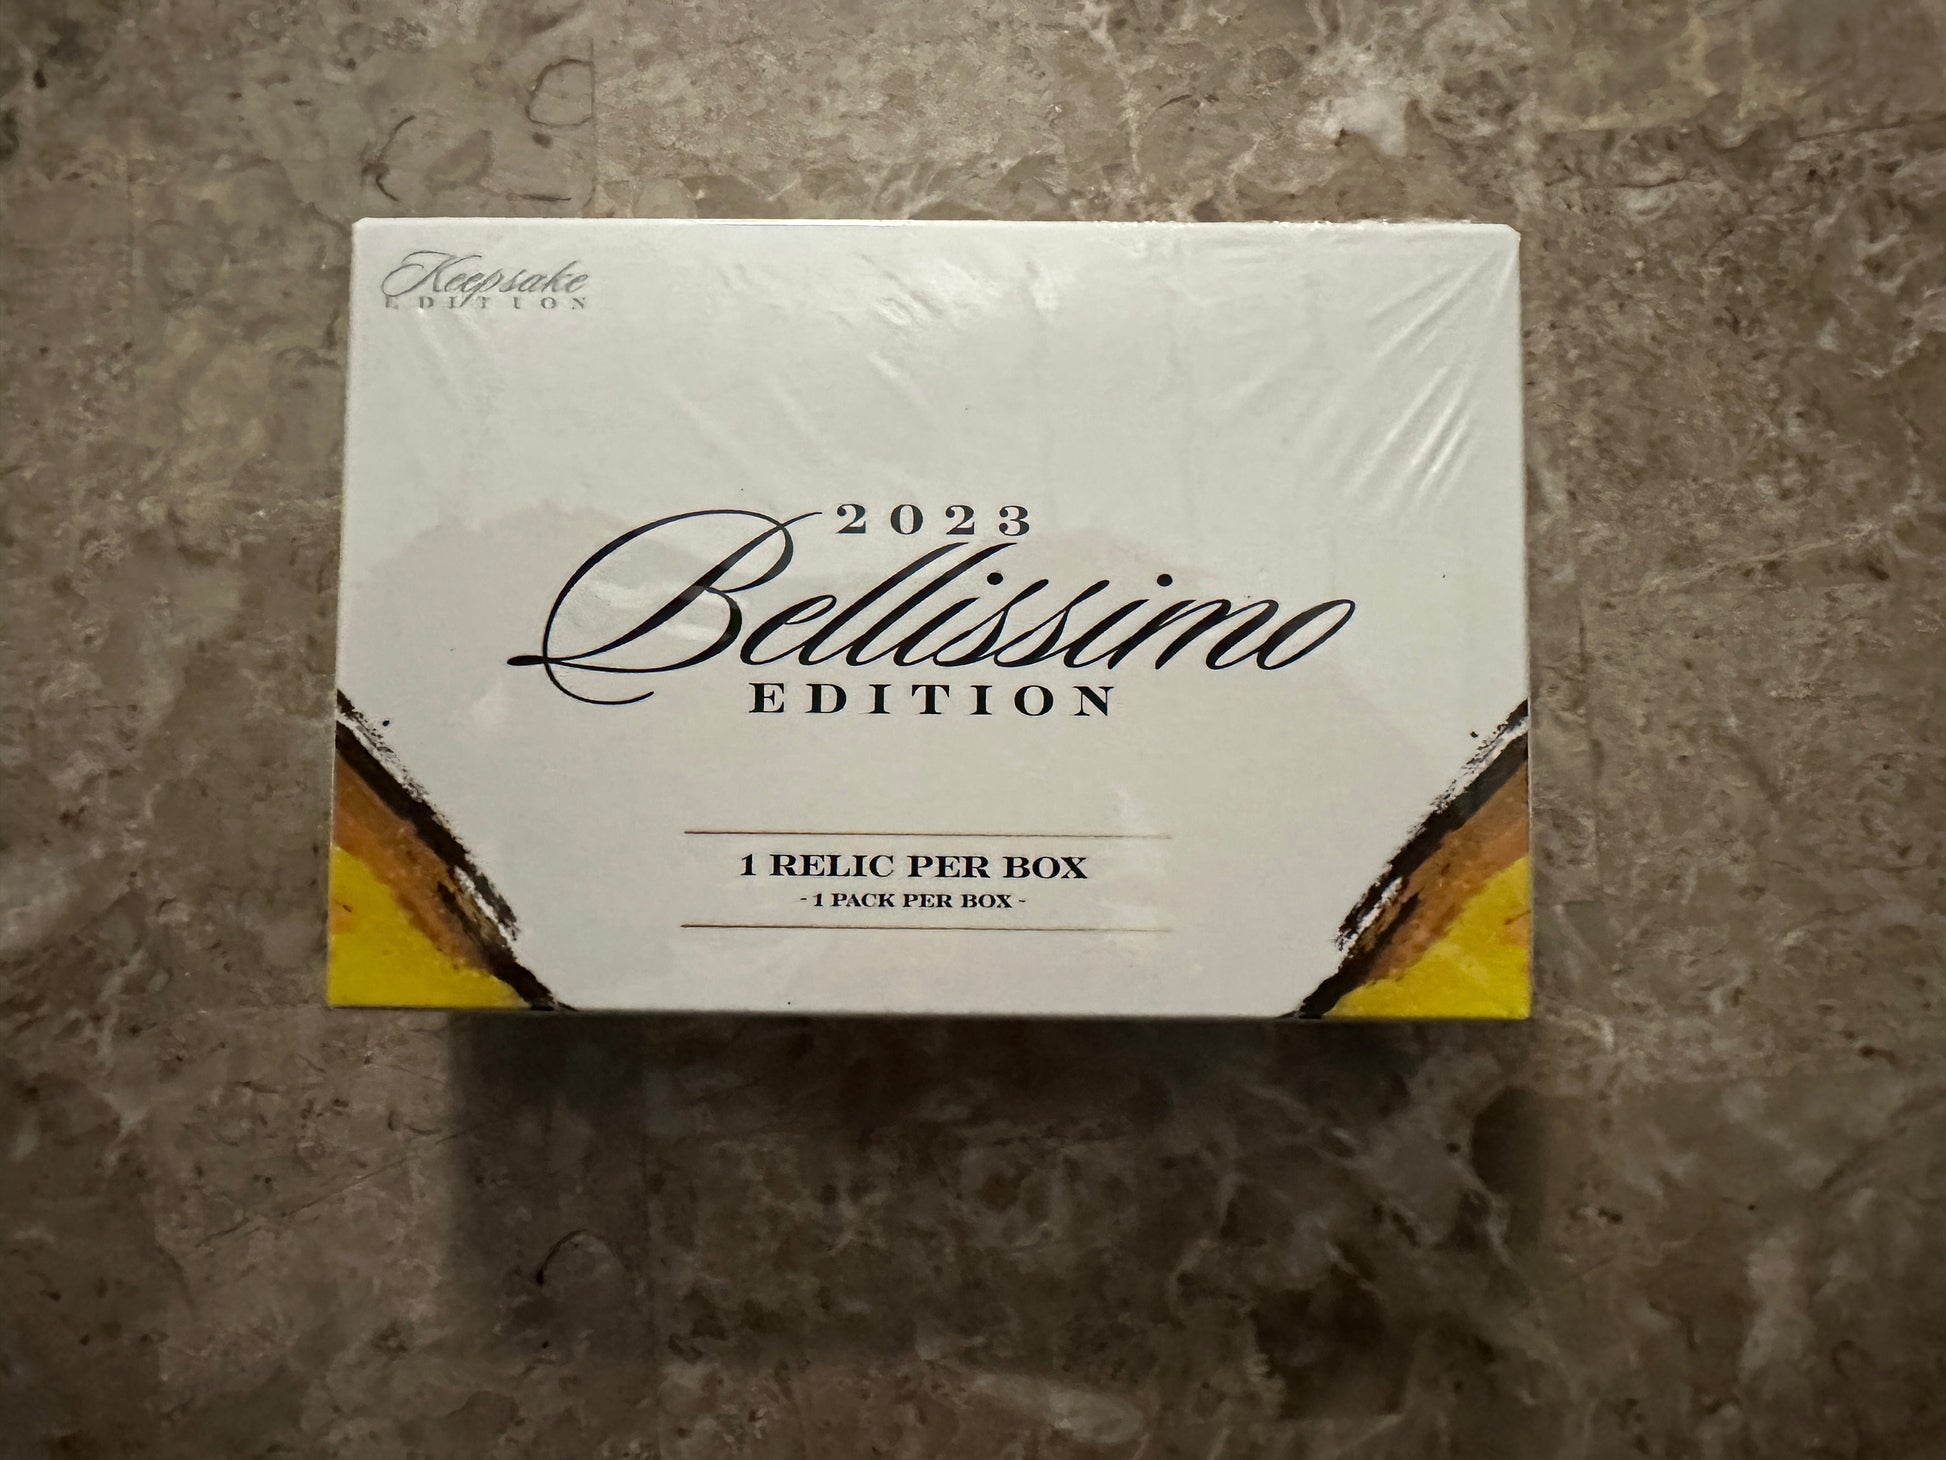 Keepsake
EDITION
2023
Bellissimo
EDITION
1 RELIC PER BOX
- 1 PACK PER BOX -